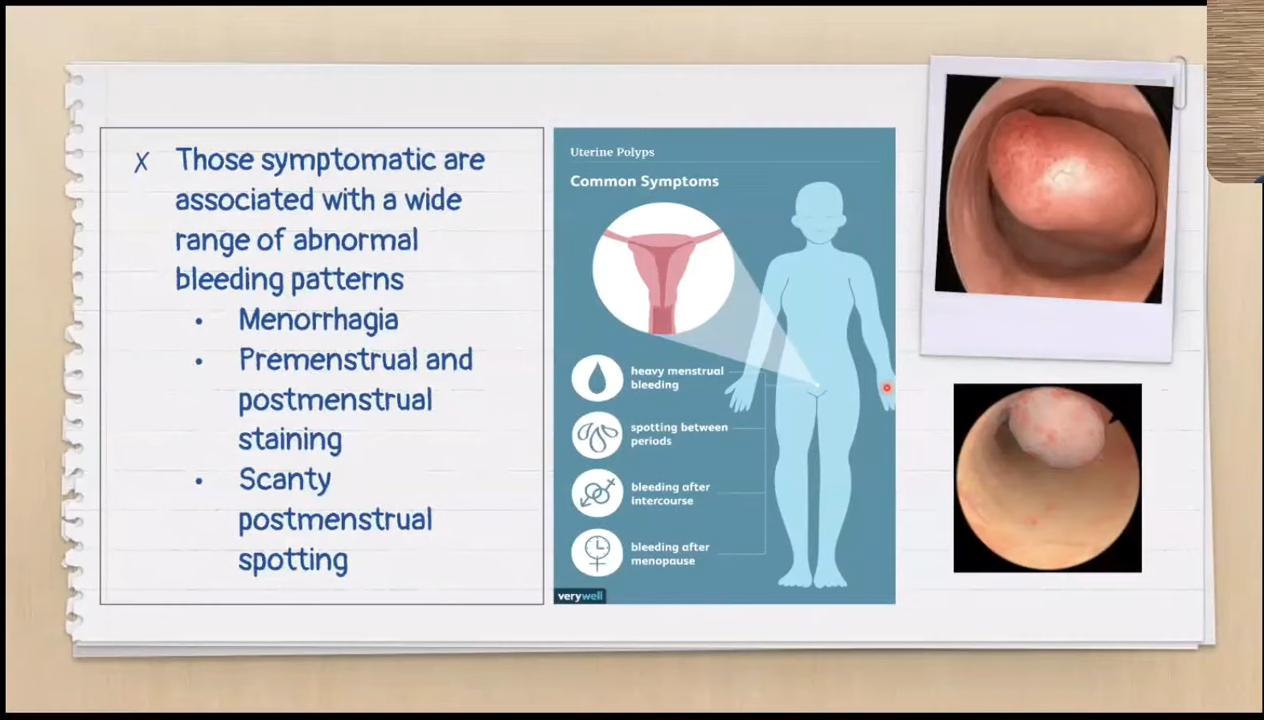 X Those symptomatic are
associated with a wide
range of abnormal
bleeding patterns
• Menorrhagia
• Premenstrual and
postmenstrual
staining
• Scanty
postmenstrual
spotting
Uterine Polyps
Common Symptoms
heavy menstrual
bleeding
spotting between
periods
bleeding after
intercourse
bleeding after
menopause
verywell